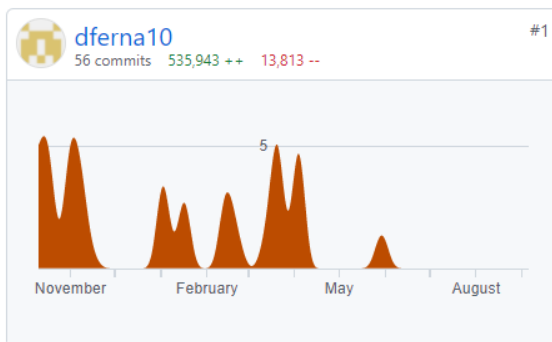 dferna10
#1
56 commits 535,943 ++ 13,813 --
5
November February May August